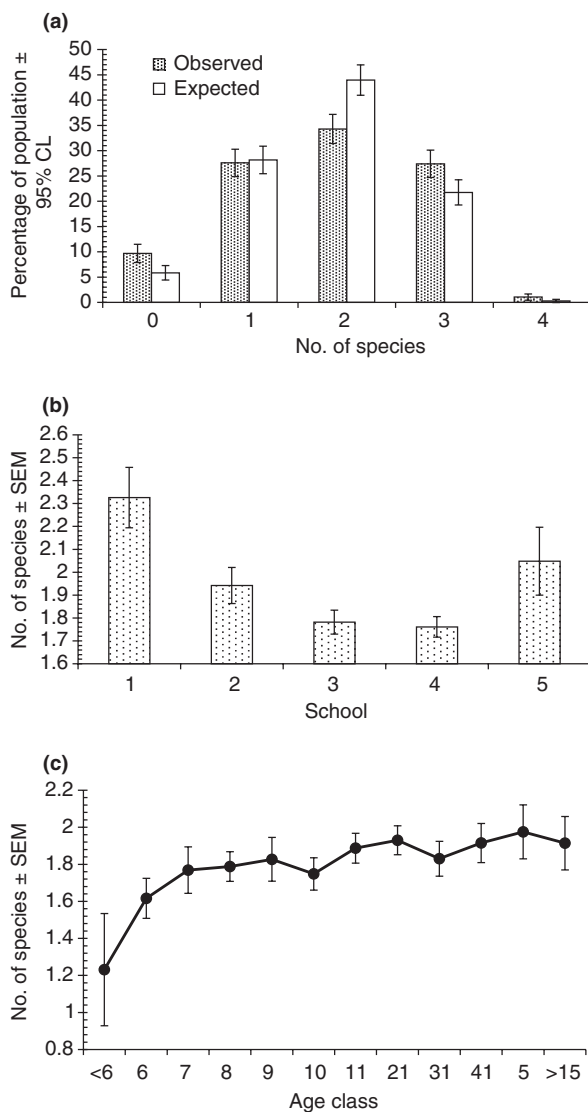 (a)
Percentage of population ±
95% CL
50
45
40
35
30
25
20
15
10
5
0
Observed
Expected
0 1 2 3 4
No. of species
(b)
No. of species ± SEM
2.6
2.5
2.4
2.3
2.2
2.1
2
1.9
1.8
1.7
1.6
1 2 3 4 5
School
(c)
No. of species ± SEM
2.2
2
1.8
1.6
1.4
1.2
1
<6 6 7 8 9 10 11 21 31 41 5 >15
Age class